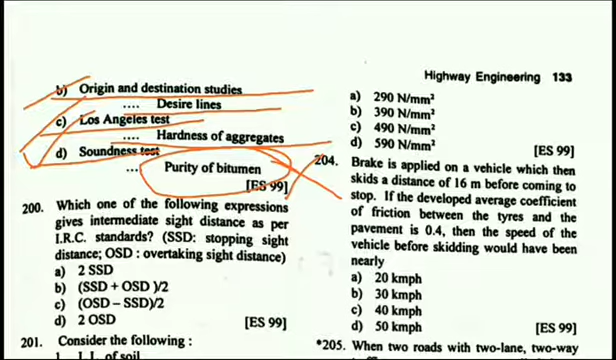 Highway Engineering 133
b) Origin and destination studies
.... Desire lines
c) Los Angeles test
.... Hardness of aggregates
d) Soundness test
... Purity of bitumen
[ES 99]
200. Which one of the following expressions
gives intermediate sight distance as per
I.R.C. standards? (SSD: stopping sight
distance; OSD : overtaking sight distance)
a) 2 SSD
b) (SSD + OSD )/2
c) (OSD – SSD)/2
d) 2 OSD [ES 99]
201. Consider the following :
1. L.L. of soil
a) 290 N/mm²
b) 390 N/mm²
c) 490 N/mm²
d) 590 N/mm²
[ES 99]
204. Brake is applied on a vehicle which then
skids a distance of 16 m before coming to
stop. If the developed average coefficient
of friction between the tyres and the
pavement is 0.4, then the speed of the
vehicle before skidding would have been
nearly
a) 20 kmph
b) 30 kmph
c) 40 kmph
d) 50 kmph [ES 99]
*205. When two roads with two-lane, two-way